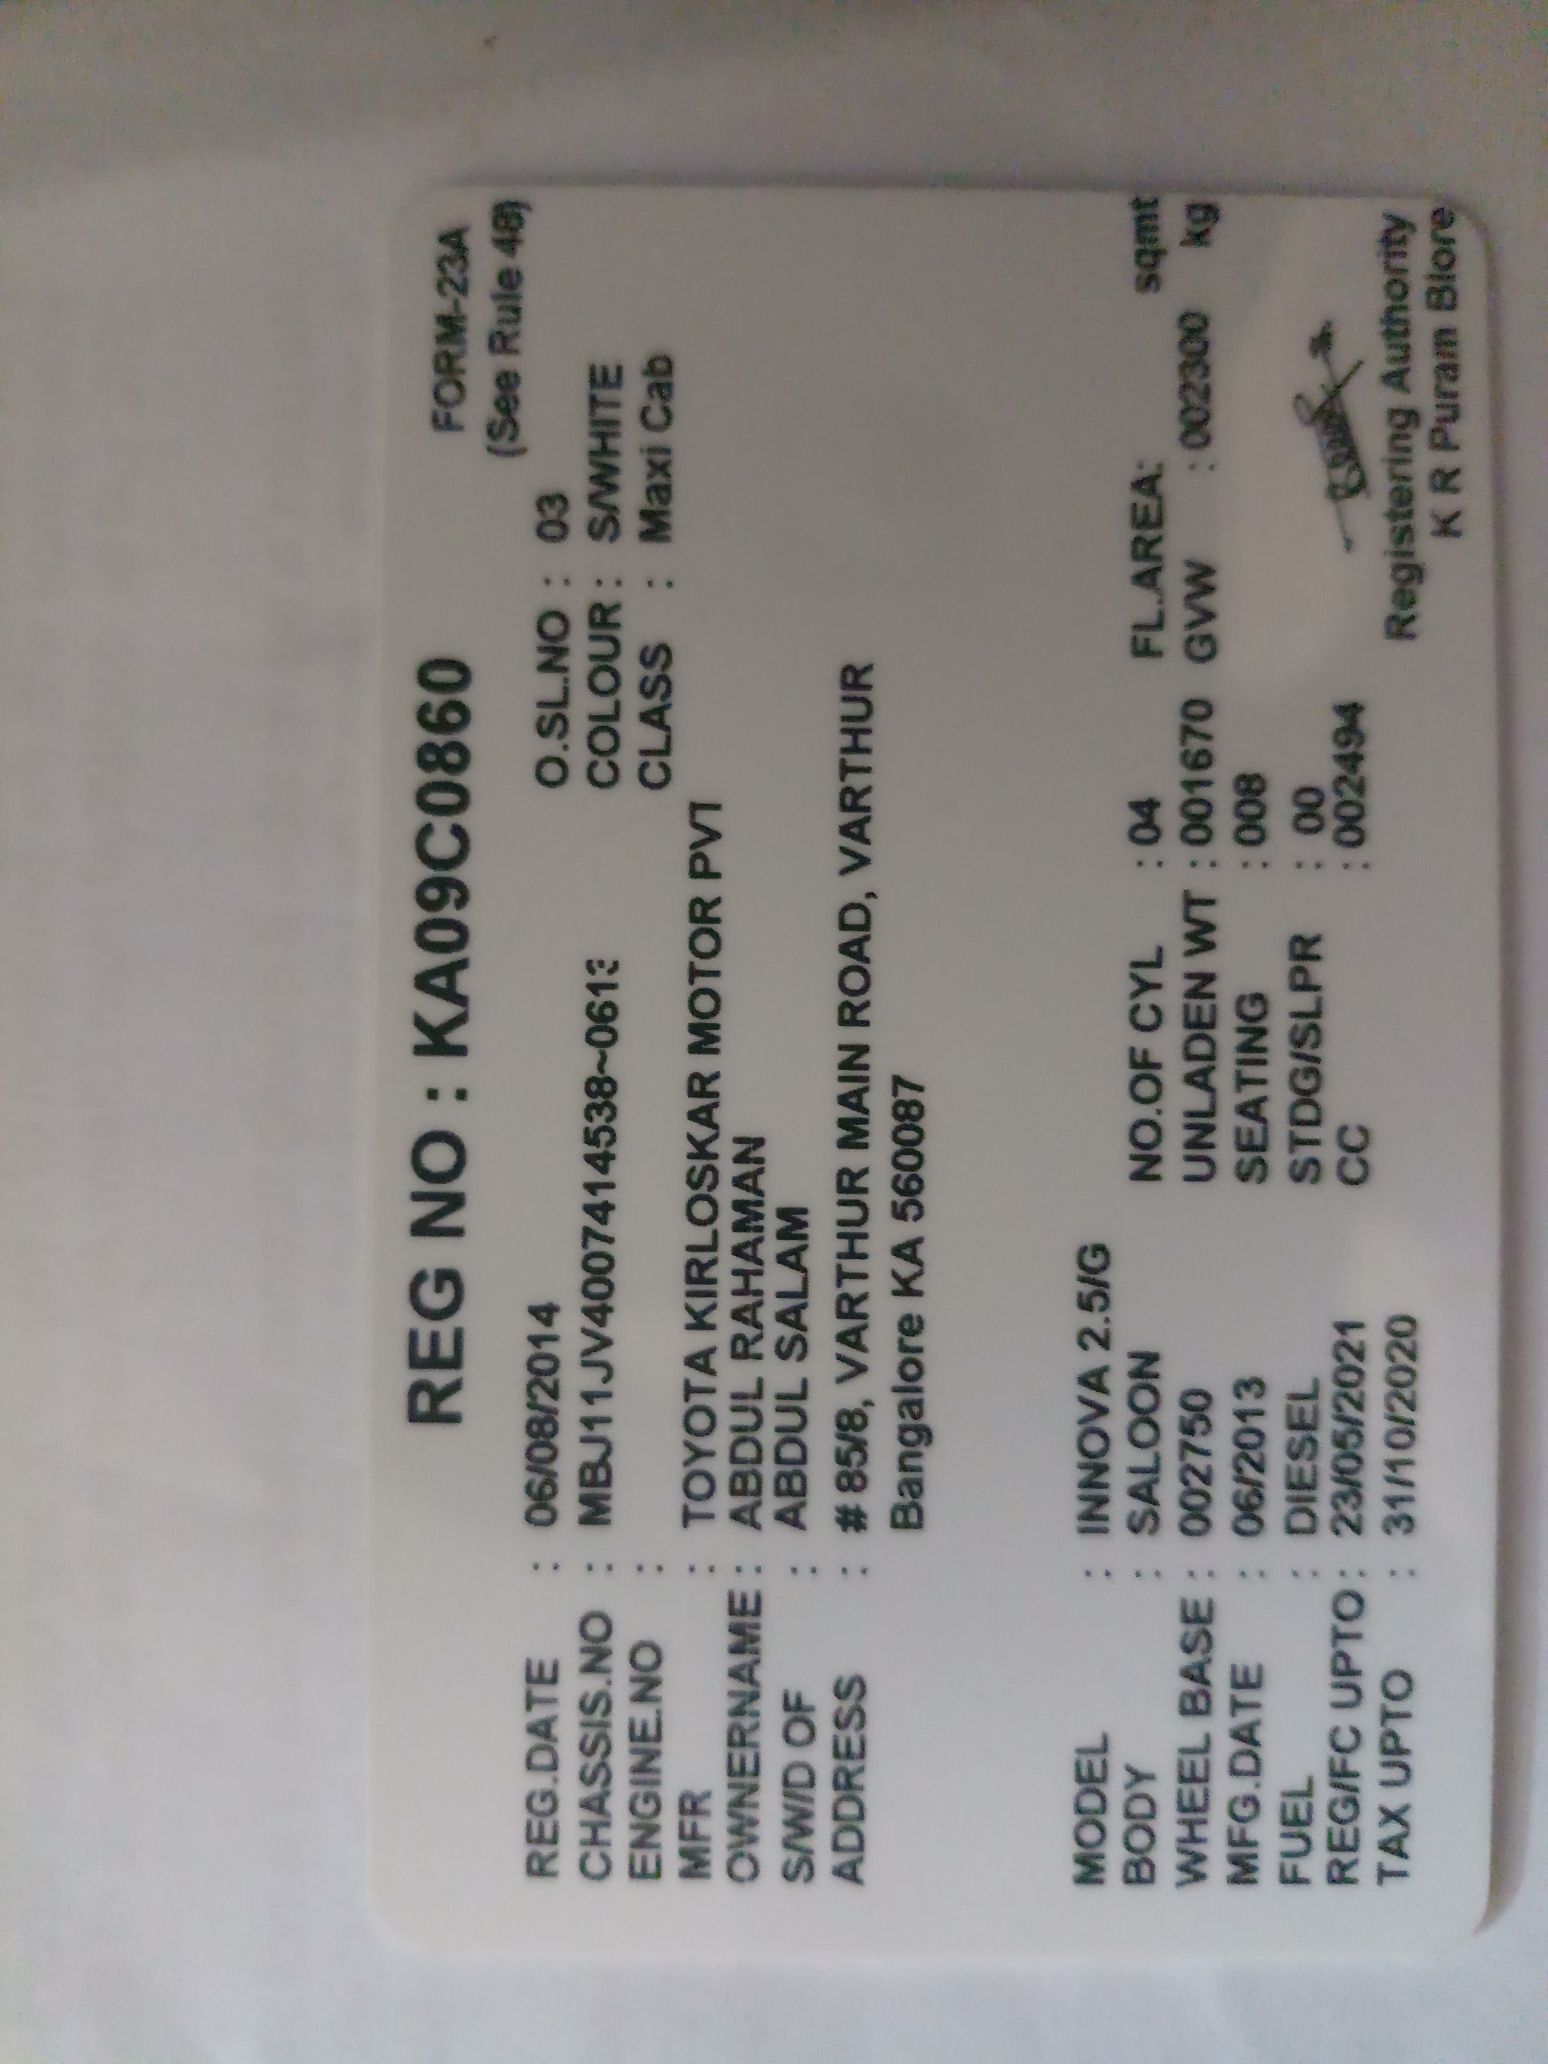 FORM-23A
REG NO : KA09C0860
(See Rule 48)
REG.DATE : 06/08/2014 O.SL.NO : 03
CHASSIS.NO : MBJ11JV4007414538~0613 COLOUR : S/WHITE
ENGINE.NO : CLASS : Maxi Cab
MFR : TOYOTA KIRLOSKAR MOTOR PVT
OWNERNAME : ABDUL RAHAMAN
S/W/D OF : ABDUL SALAM
ADDRESS : # 85/8, VARTHUR MAIN ROAD, VARTHUR
Bangalore KA 560087
MODEL : INNOVA 2.5/G
BODY : SALOON NO.OF CYL : 04 FL.AREA: sqmt
WHEEL BASE : 002750 UNLADEN WT : 001670 GVW : 002300 kg
MFG.DATE : 06/2013 SEATING : 008
FUEL : DIESEL STDG/SLPR : 00
REG/FC UPTO : 23/05/2021 CC : 002494
TAX UPTO : 31/10/2020
Registering Authority
K R Puram Blore